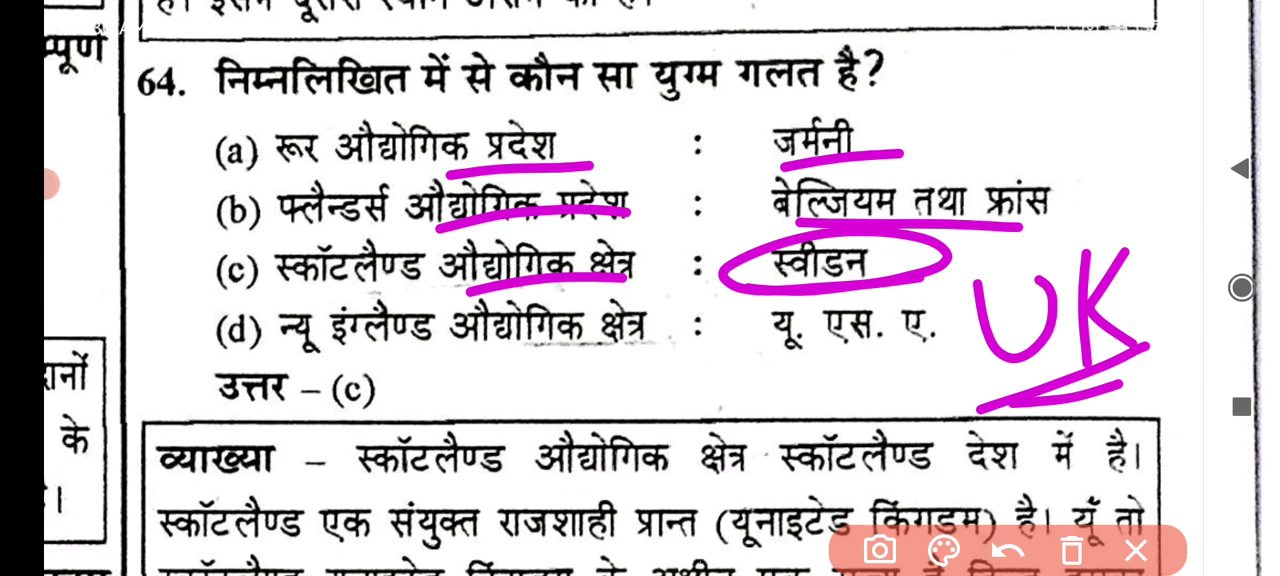 म्पूर्ण
64. निम्नलिखित में से कौन सा युग्म गलत है?
(a) रूर औद्योगिक प्रदेश : जर्मनी
(b) फ्लैन्डर्स औद्योगिक प्रदेश : बेल्जियम तथा फ्रांस
(c) स्कॉटलैण्ड औद्योगिक क्षेत्र : स्वीडन
UK
(d) न्यू इंग्लैण्ड औद्योगिक क्षेत्र : यू. एस. ए.
उत्तर – (c)
के
व्याख्या – स्कॉटलैण्ड औद्योगिक क्षेत्र स्कॉटलैण्ड देश में है।
स्कॉटलैण्ड एक संयुक्त राजशाही प्रान्त (यूनाइटेड किंगडम) है। यूँ तो